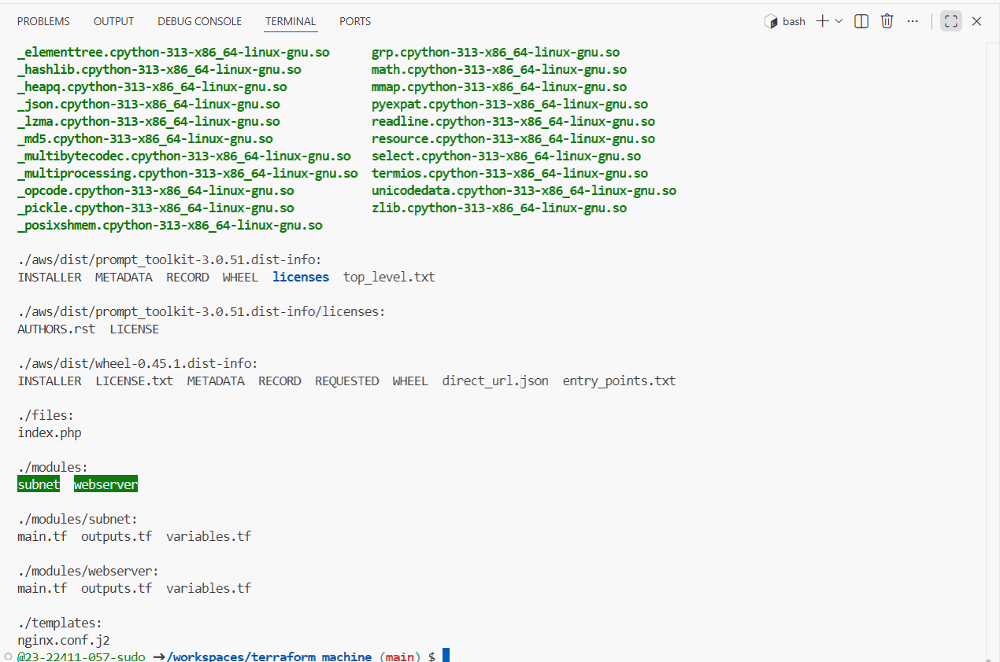 PROBLEMS OUTPUT DEBUG CONSOLE TERMINAL PORTS bash
_elementtree.cpython-313-x86_64-linux-gnu.so grp.cpython-313-x86_64-linux-gnu.so
_hashlib.cpython-313-x86_64-linux-gnu.so math.cpython-313-x86_64-linux-gnu.so
_heapq.cpython-313-x86_64-linux-gnu.so mmap.cpython-313-x86_64-linux-gnu.so
_json.cpython-313-x86_64-linux-gnu.so pyexpat.cpython-313-x86_64-linux-gnu.so
_lzma.cpython-313-x86_64-linux-gnu.so readline.cpython-313-x86_64-linux-gnu.so
_md5.cpython-313-x86_64-linux-gnu.so resource.cpython-313-x86_64-linux-gnu.so
_multibytecodec.cpython-313-x86_64-linux-gnu.so select.cpython-313-x86_64-linux-gnu.so
_multiprocessing.cpython-313-x86_64-linux-gnu.so termios.cpython-313-x86_64-linux-gnu.so
_opcode.cpython-313-x86_64-linux-gnu.so unicodedata.cpython-313-x86_64-linux-gnu.so
_pickle.cpython-313-x86_64-linux-gnu.so zlib.cpython-313-x86_64-linux-gnu.so
_posixshmem.cpython-313-x86_64-linux-gnu.so
./aws/dist/prompt_toolkit-3.0.51.dist-info:
INSTALLER METADATA RECORD WHEEL licenses top_level.txt
./aws/dist/prompt_toolkit-3.0.51.dist-info/licenses:
AUTHORS.rst LICENSE
./aws/dist/wheel-0.45.1.dist-info:
INSTALLER LICENSE.txt METADATA RECORD REQUESTED WHEEL direct_url.json entry_points.txt
./files:
index.php
./modules:
subnet webserver
./modules/subnet:
main.tf outputs.tf variables.tf
./modules/webserver:
main.tf outputs.tf variables.tf
./templates:
nginx.conf.j2
@23-22411-057-sudo ➜/workspaces/terraform_machine (main) $